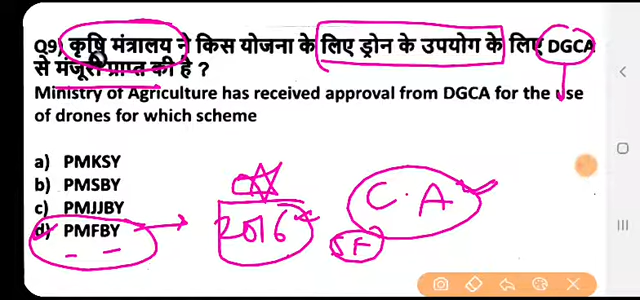 Q9) कृषि मंत्रालय ने किस योजना के लिए ड्रोन के उपयोग के लिए DGCA
से मंजूरी प्राप्त की है ?
Ministry of Agriculture has received approval from DGCA for the use
of drones for which scheme
a) PMKSY
b) PMSBY
c) PMJJBY
d) PMFBY
2016
C.A
SF